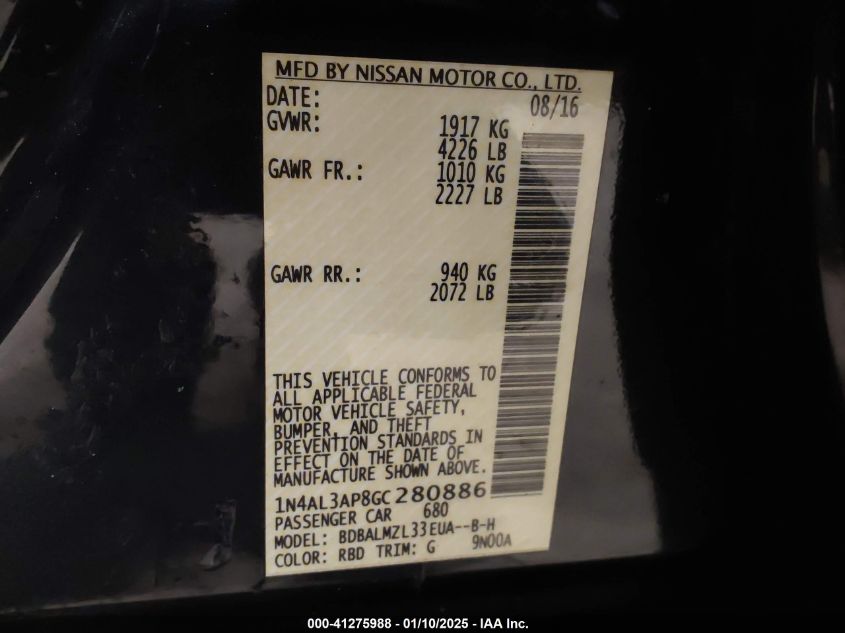 MFD BY NISSAN MOTOR CO., LTD.
DATE: 08/16
GVWR: 1917 KG
4226 LB
GAWR FR.: 1010 KG
2227 LB
GAWR RR.: 940 KG
2072 LB
THIS VEHICLE CONFORMS TO
ALL APPLICABLE FEDERAL
MOTOR VEHICLE SAFETY,
BUMPER, AND THEFT
PREVENTION STANDARDS IN
EFFECT ON THE DATE OF
MANUFACTURE SHOWN ABOVE.
1N4AL3AP8GC280886
PASSENGER CAR 680
MODEL: BDBALMZL33EUA--B-H
COLOR: RBD TRIM: G 9N00A
000-41275988 — 01/10/2025 — IAA Inc.